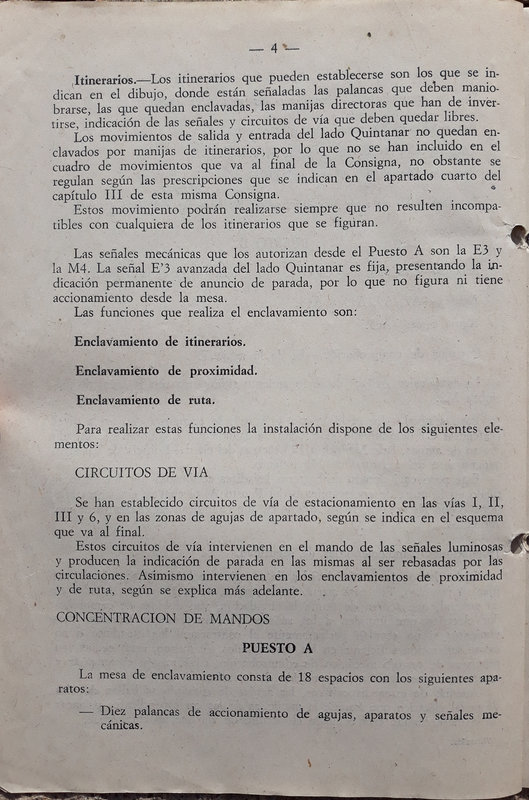 — 4 —
Itinerarios.—Los itinerarios que pueden establecerse son los que se in-
dican en el dibujo, donde están señaladas las palancas que deben manio-
brarse, las que quedan enclavadas, las manijas directoras que han de inver-
tirse, indicación de las señales y circuitos de vía que deben quedar libres.
Los movimientos de salida y entrada del lado Quintanar no quedan en-
clavados por manijas de itinerarios, por lo que no se han incluido en el
cuadro de movimientos que va al final de la Consigna, no obstante se
regulan según las prescripciones que se indican en el apartado cuarto del
capítulo III de esta misma Consigna.
Estos movimiento podrán realizarse siempre que no resulten incompa-
tibles con cualquiera de los itinerarios que se figuran.
Las señales mecánicas que los autorizan desde el Puesto A son la E3 y
la M4. La señal E'3 avanzada del lado Quintanar es fija, presentando la in-
dicación permanente de anuncio de parada, por lo que no figura ni tiene
accionamiento desde la mesa.
Las funciones que realiza el enclavamiento son:
Enclavamiento de itinerarios.
Enclavamiento de proximidad.
Enclavamiento de ruta.
Para realizar estas funciones la instalación dispone de los siguientes ele-
mentos:
CIRCUITOS DE VIA
Se han establecido circuitos de vía de estacionamiento en las vías I, II,
III y 6, y en las zonas de agujas de apartado, según se indica en el esquema
que va al final.
Estos circuitos de vía intervienen en el mando de las señales luminosas
y producen la indicación de parada en las mismas al ser rebasadas por las
circulaciones. Asimismo intervienen en los enclavamientos de proximidad
y de ruta, según se explica más adelante.
CONCENTRACION DE MANDOS
PUESTO A
La mesa de enclavamiento consta de 18 espacios con los siguientes apa-
ratos:
— Diez palancas de accionamiento de agujas, aparatos y señales me-
cánicas.